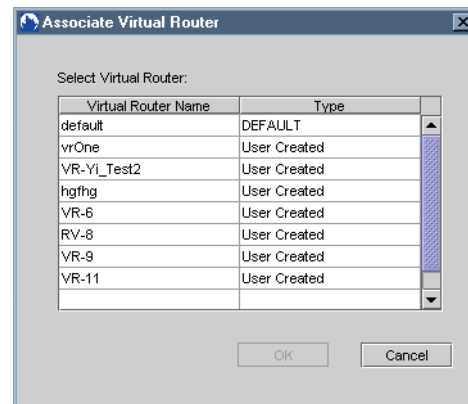 Associate Virtual Router
Select Virtual Router:
Virtual Router Name Type
default DEFAULT
vrOne User Created
VR-Yi_Test2 User Created
hgfhg User Created
VR-6 User Created
RV-8 User Created
VR-9 User Created
VR-11 User Created
OK Cancel